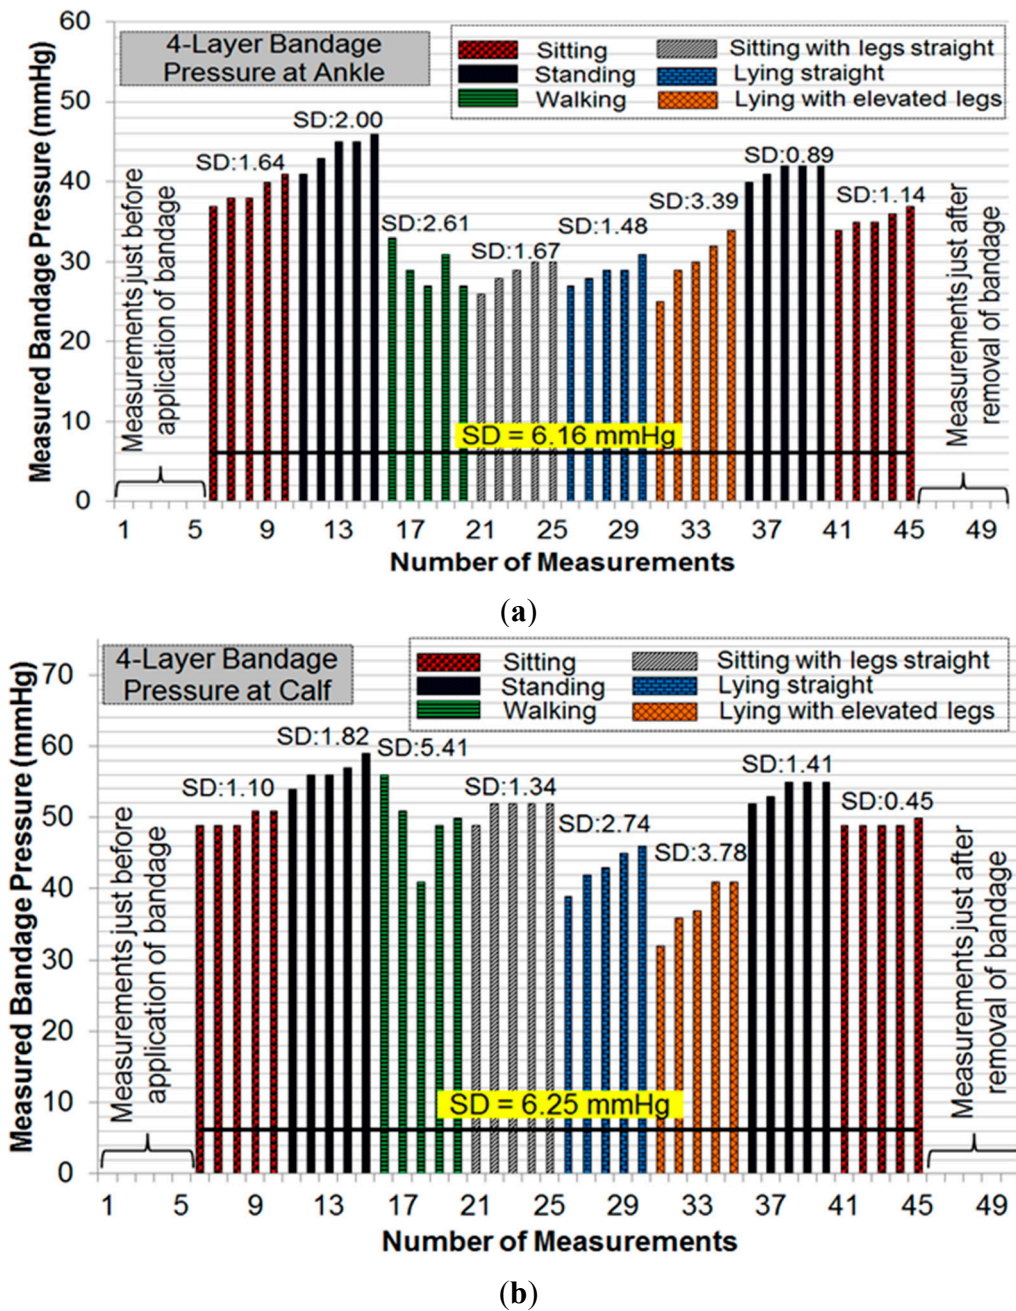 60
50
40
30
20
10
0
Measured Bandage Pressure (mmHg)
4-Layer Bandage
Pressure at Ankle
Sitting
Standing
Walking
Sitting with legs straight
Lying straight
Lying with elevated legs
Measurements just before
application of bandage
SD:1.64
SD:2.00
SD:2.61
SD:1.67
SD:1.48
SD:3.39
SD:0.89
SD:1.14
SD = 6.16 mmHg
Measurements just after
removal of bandage
1 5 9 13 17 21 25 29 33 37 41 45 49
Number of Measurements
(a)
70
60
50
40
30
20
10
0
Measured Bandage Pressure (mmHg)
4-Layer Bandage
Pressure at Calf
Sitting
Standing
Walking
Sitting with legs straight
Lying straight
Lying with elevated legs
Measurements just before
application of bandage
SD:1.10
SD:1.82
SD:5.41
SD:1.34
SD:2.74
SD:3.78
SD:1.41
SD:0.45
SD = 6.25 mmHg
Measurements just after
removal of bandage
1 5 9 13 17 21 25 29 33 37 41 45 49
Number of Measurements
(b)